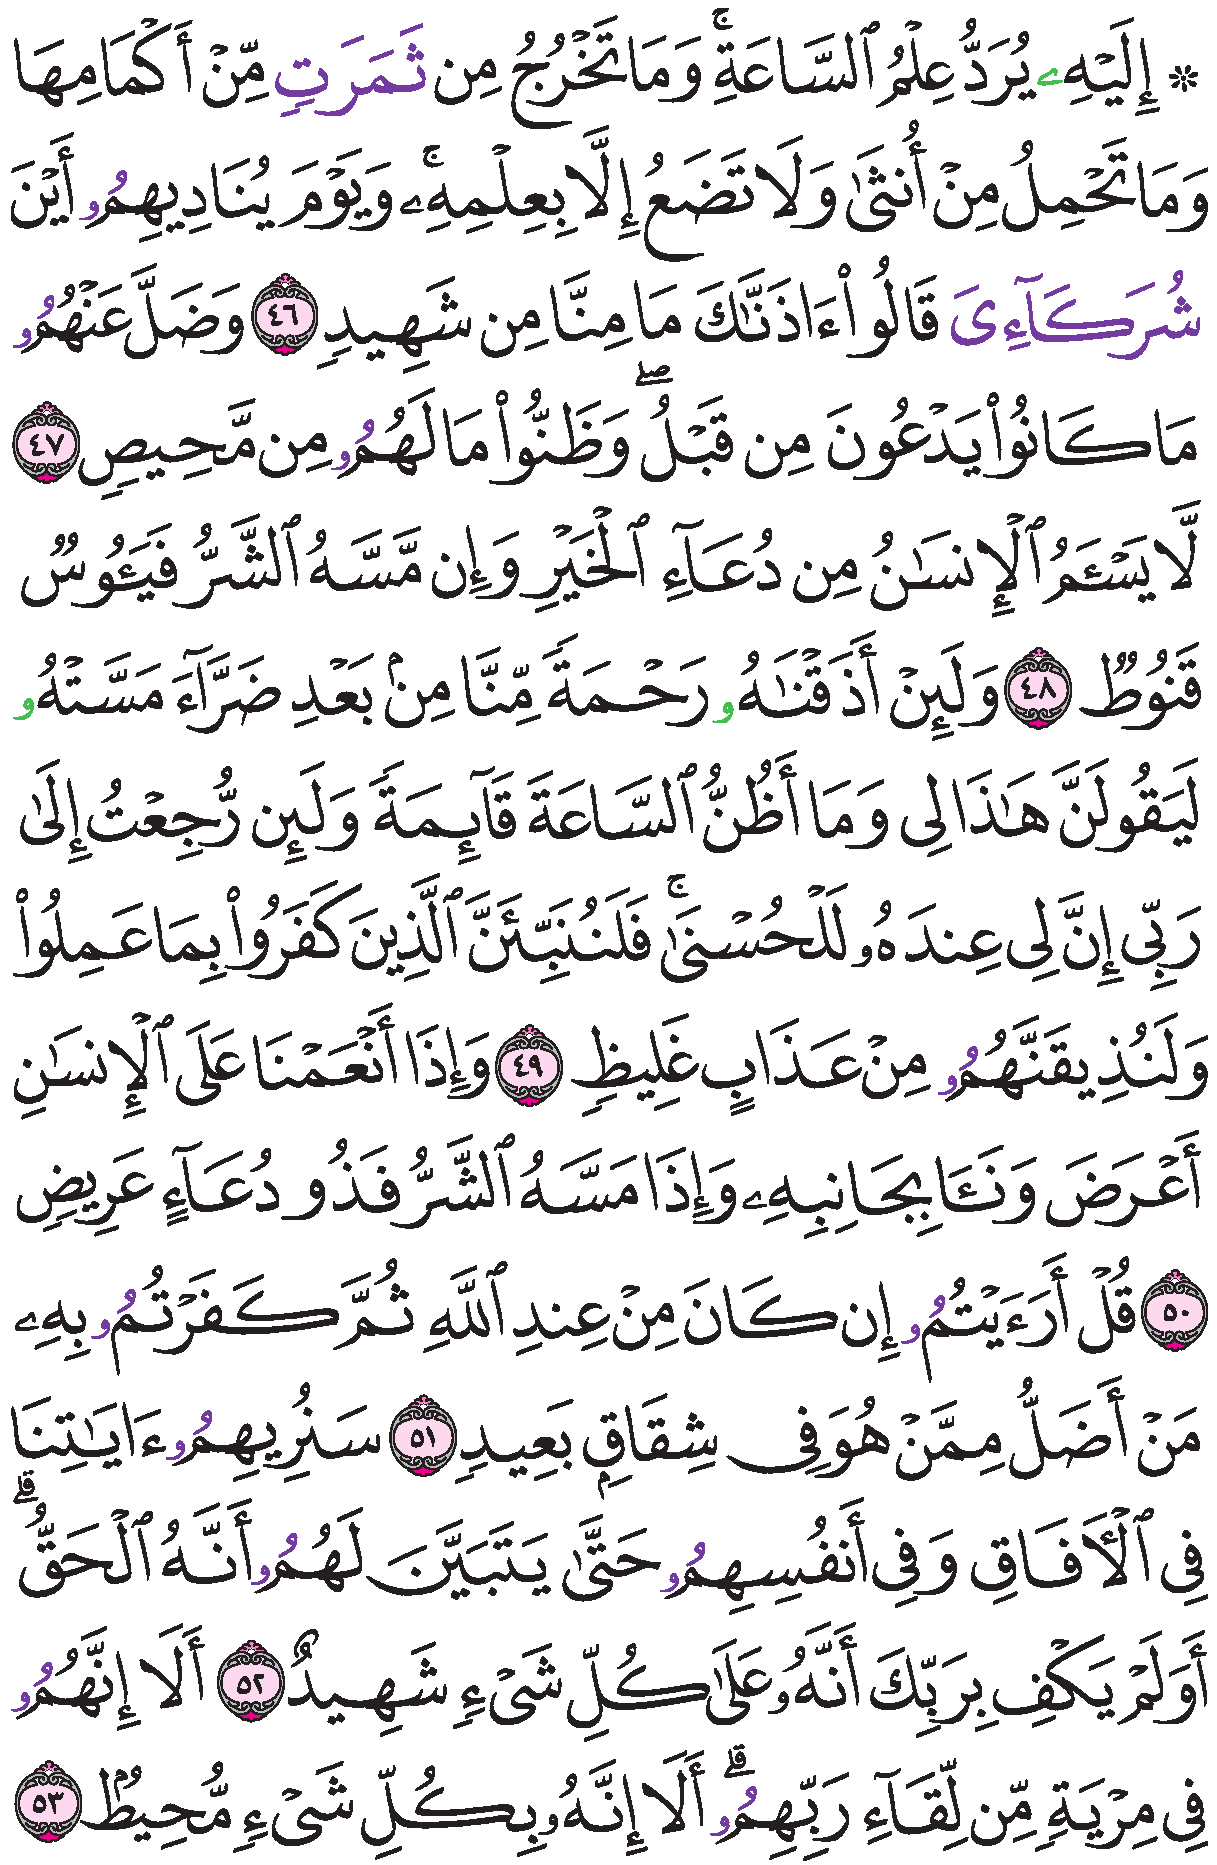 ۞ إِلَيۡهِۦ يُرَدُّ عِلۡمُ ٱلسَّاعَةِۚ وَمَا تَخۡرُجُ مِن ثَمَرَتٖ مِّنۡ أَكۡمَامِهَا
وَمَا تَحۡمِلُ مِنۡ أُنثَىٰ وَلَا تَضَعُ إِلَّا بِعِلۡمِهِۦۚ وَيَوۡمَ يُنَادِيهِمُۥ أَيۡنَ
شُرَكَآءِيَ قَالُوٓاْ ءَاذَنَّٰكَ مَا مِنَّا مِن شَهِيدٖ ٤٦ وَضَلَّ عَنۡهُمُۥ
مَا كَانُواْ يَدۡعُونَ مِن قَبۡلُۖ وَظَنُّواْ مَا لَهُمُۥ مِن مَّحِيصٖ ٤٧
لَّا يَسۡـَٔمُ ٱلۡإِنسَٰنُ مِن دُعَآءِ ٱلۡخَيۡرِ وَإِن مَّسَّهُ ٱلشَّرُّ فَيَـُٔوسٞ
قَنُوطٞ ٤٨ وَلَئِنۡ أَذَقۡنَٰهُۥ رَحۡمَةٗ مِّنَّا مِنۢ بَعۡدِ ضَرَّآءَ مَسَّتۡهُۥ
لَيَقُولَنَّ هَٰذَا لِي وَمَا أَظُنُّ ٱلسَّاعَةَ قَآئِمَةٗ وَلَئِن رُّجِعۡتُ إِلَىٰ
رَبِّي إِنَّ لِي عِندَهُۥ لَلۡحُسۡنَىٰۚ فَلَنُنَبِّئَنَّ ٱلَّذِينَ كَفَرُواْ بِمَا عَمِلُواْ
وَلَنُذِيقَنَّهُمُۥ مِنۡ عَذَابٍ غَلِيظٖ ٤٩ وَإِذَا أَنۡعَمۡنَا عَلَى ٱلۡإِنسَٰنِ
أَعۡرَضَ وَنَـَٔا بِجَانِبِهِۦ وَإِذَا مَسَّهُ ٱلشَّرُّ فَذُو دُعَآءٍ عَرِيضٖ
٥٠ قُلۡ أَرَءَيۡتُمُۥ إِن كَانَ مِنۡ عِندِ ٱللَّهِ ثُمَّ كَفَرۡتُمُۥ بِهِۦ
مَنۡ أَضَلُّ مِمَّنۡ هُوَ فِي شِقَاقِۭ بَعِيدٖ ٥١ سَنُرِيهِمُۥ ءَايَٰتِنَا
فِي ٱلۡأٓفَاقِ وَفِي أَنفُسِهِمُۥ حَتَّىٰ يَتَبَيَّنَ لَهُمُۥ أَنَّهُ ٱلۡحَقُّۗ
أَوَلَمۡ يَكۡفِ بِرَبِّكَ أَنَّهُۥ عَلَىٰ كُلِّ شَيۡءٖ شَهِيدٌ ٥٢ أَلَا إِنَّهُمُۥ
فِي مِرۡيَةٖ مِّن لِّقَآءِ رَبِّهِمُۥۗ أَلَا إِنَّهُۥ بِكُلِّ شَيۡءٖ مُّحِيطُۢ ٥٣